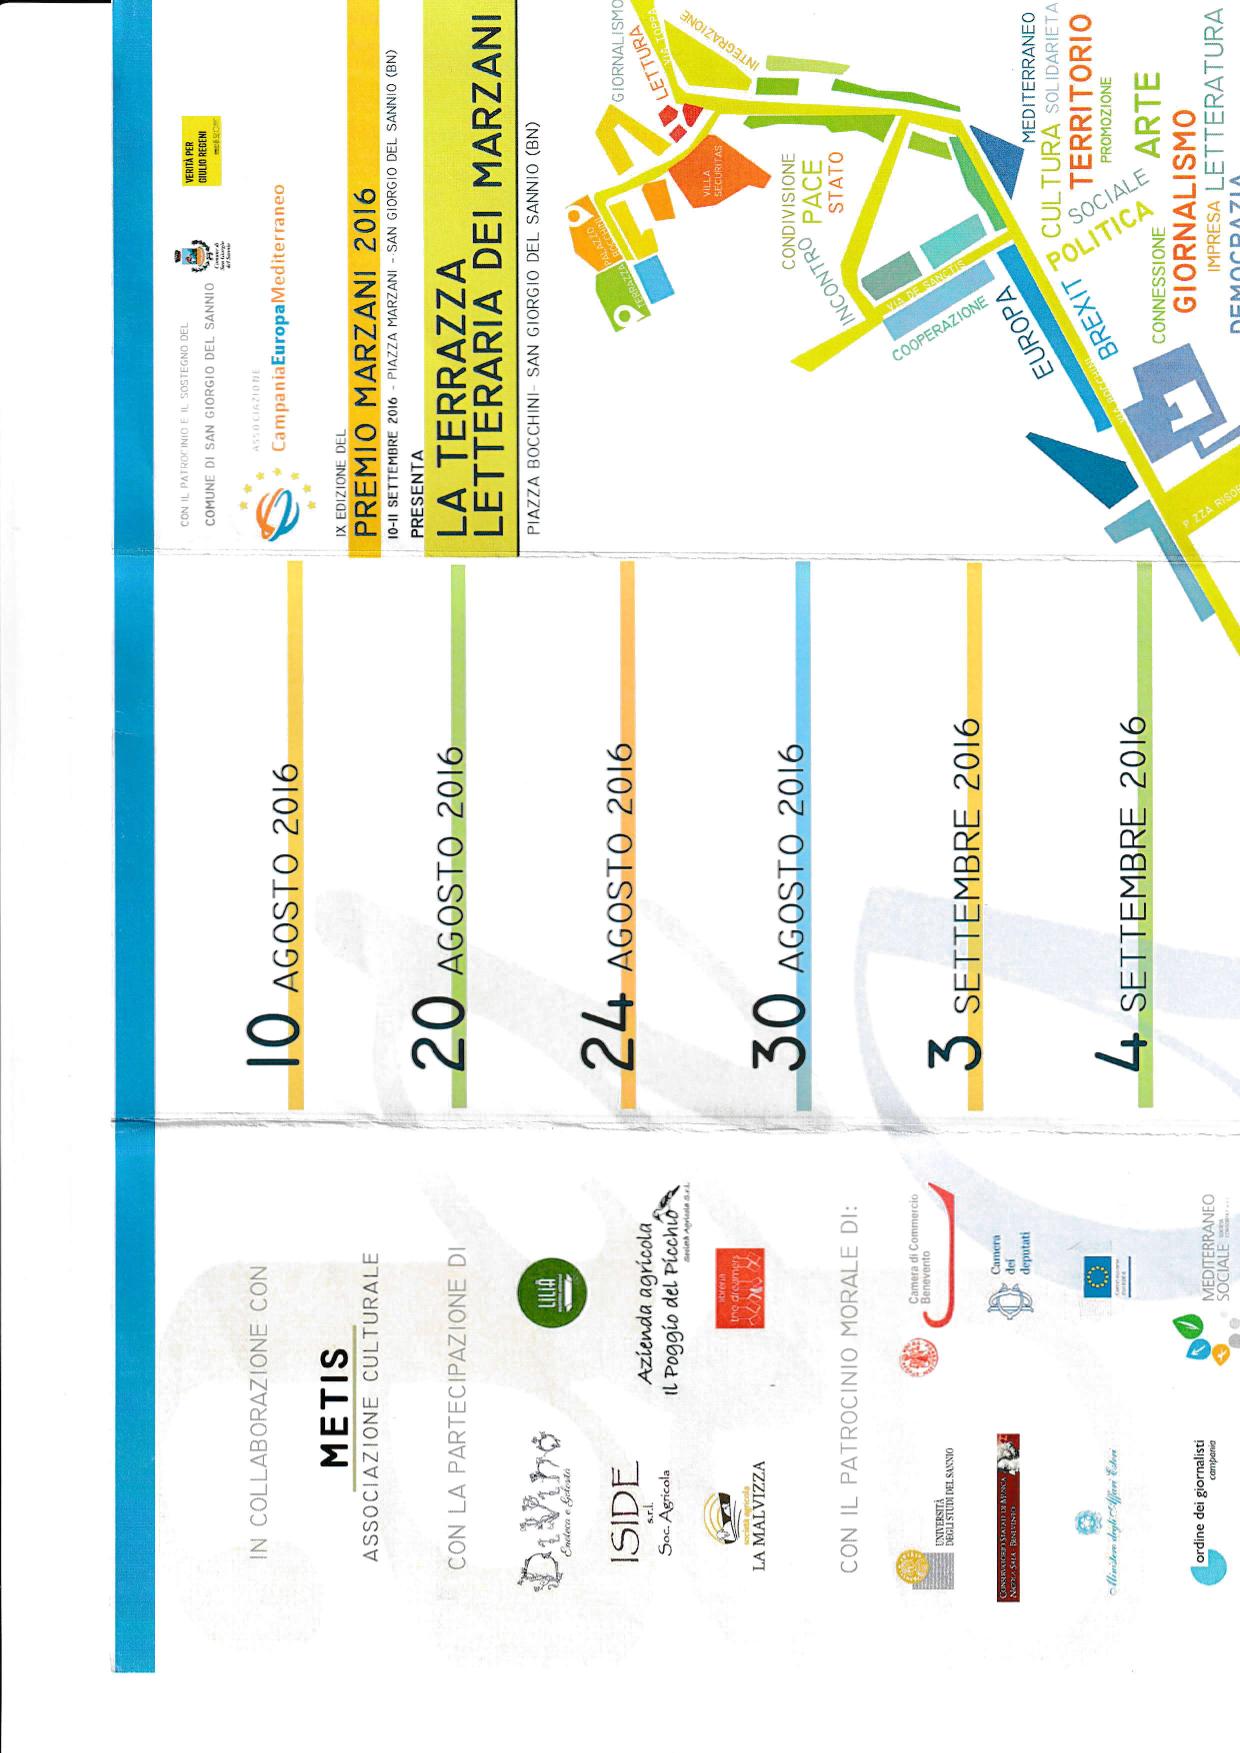 IN COLLABORAZIONE CON
METIS
ASSOCIAZIONE CULTURALE
CON LA PARTECIPAZIONE DI
DiVino
Enoteca e Golosità
LILIÀ
ISIDE
s.r.l.
Soc. Agricola
Azienda agricola
Il Poggio del Picchio
Società Agricola S.r.l.
società agricola
LA MALVIZZA
libreria
the dreamers
CON IL PATROCINIO MORALE DI:
UNIVERSITÀ
DEGLI STUDI DEL SANNIO
Camera di Commercio
Benevento
CONSERVATORIO STATALE DI MUSICA
NICOLA SALA - BENEVENTO
Camera
dei
deputati
Ministero degli Affari Esteri
ordine dei giornalisti
campania
MEDITERRANEO
SOCIALE
10 AGOSTO 2016
20 AGOSTO 2016
24 AGOSTO 2016
30 AGOSTO 2016
3 SETTEMBRE 2016
4 SETTEMBRE 2016
CON IL PATROCINIO E IL SOSTEGNO DEL
COMUNE DI SAN GIORGIO DEL SANNIO
Comune di
San Giorgio
del Sannio
VERITÀ PER
GIULIO REGENI
ASSOCIAZIONE
CampaniaEuropaMediterraneo
IX EDIZIONE DEL
PREMIO MARZANI 2016
10-11 SETTEMBRE 2016 - PIAZZA MARZANI - SAN GIORGIO DEL SANNIO (BN)
PRESENTA
LA TERRAZZA
LETTERARIA DEI MARZANI
PIAZZA BOCCHINI- SAN GIORGIO DEL SANNIO (BN)
GIORNALISMO
LETTURA
VIA TOPPA
INTEGRAZIONE
PALAZZO
BOCCHINI
TERRAZZA
VILLA
SECURITAS
CONDIVISIONE
PACE
STATO
INCONTRO
VIA DE SANCTIS
COOPERAZIONE
MEDITERRANEO
EUROPA
CULTURA
SOLIDARIETA
TERRITORIO
SOCIALE
PROMOZIONE
POLITICA
BREXIT
VIA BOCCHINI
ARTE
CONNESSIONE
GIORNALISMO
IMPRESA
LETTERATURA
DEMOCRAZIA
P.ZZA RISOR